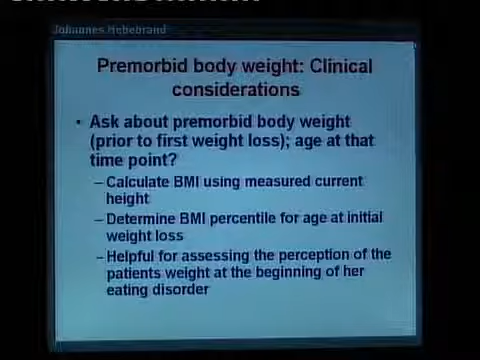 Johannes Hebebrand
Premorbid body weight: Clinical
considerations
• Ask about premorbid body weight
(prior to first weight loss); age at that
time point?
–Calculate BMI using measured current
height
–Determine BMI percentile for age at initial
weight loss
–Helpful for assessing the perception of the
patients weight at the beginning of her
eating disorder